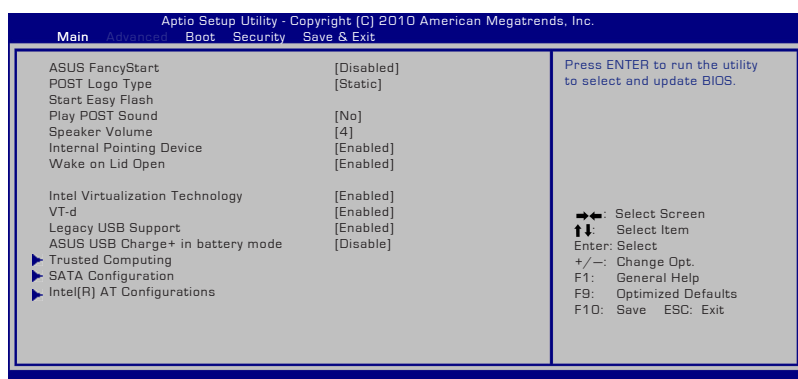 Aptio Setup Utility - Copyright (C) 2010 American Megatrends, Inc.
Main Advanced Boot Security Save & Exit
ASUS FancyStart [Disabled]
POST Logo Type [Static]
Start Easy Flash
Play POST Sound [No]
Speaker Volume [4]
Internal Pointing Device [Enabled]
Wake on Lid Open [Enabled]
Intel Virtualization Technology [Enabled]
VT-d [Enabled]
Legacy USB Support [Enabled]
ASUS USB Charge+ in battery mode [Disable]
Trusted Computing
SATA Configuration
Intel(R) AT Configurations
Press ENTER to run the utility
to select and update BIOS.
→←: Select Screen
↑↓: Select Item
Enter: Select
+/—: Change Opt.
F1: General Help
F9: Optimized Defaults
F10: Save ESC: Exit